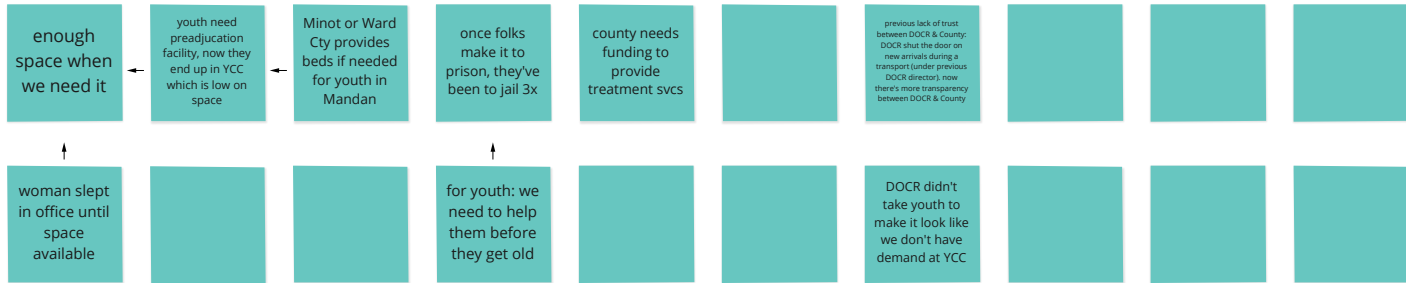 enough
space when
we need it
youth need
preadjucation
facility, now they
end up in YCC
which is low on
space
Minot or Ward
Cty provides
beds if needed
for youth in
Mandan
once folks
make it to
prison, they've
been to jail 3x
county needs
funding to
provide
treatment svcs
previous lack of trust
between DOCR & County:
DOCR shut the door on
new arrivals during a
transport (under previous
DOCR director). now
there's more transparency
between DOCR & County
woman slept
in office until
space
available
for youth: we
need to help
them before
they get old
DOCR didn't
take youth to
make it look like
we don't have
demand at YCC